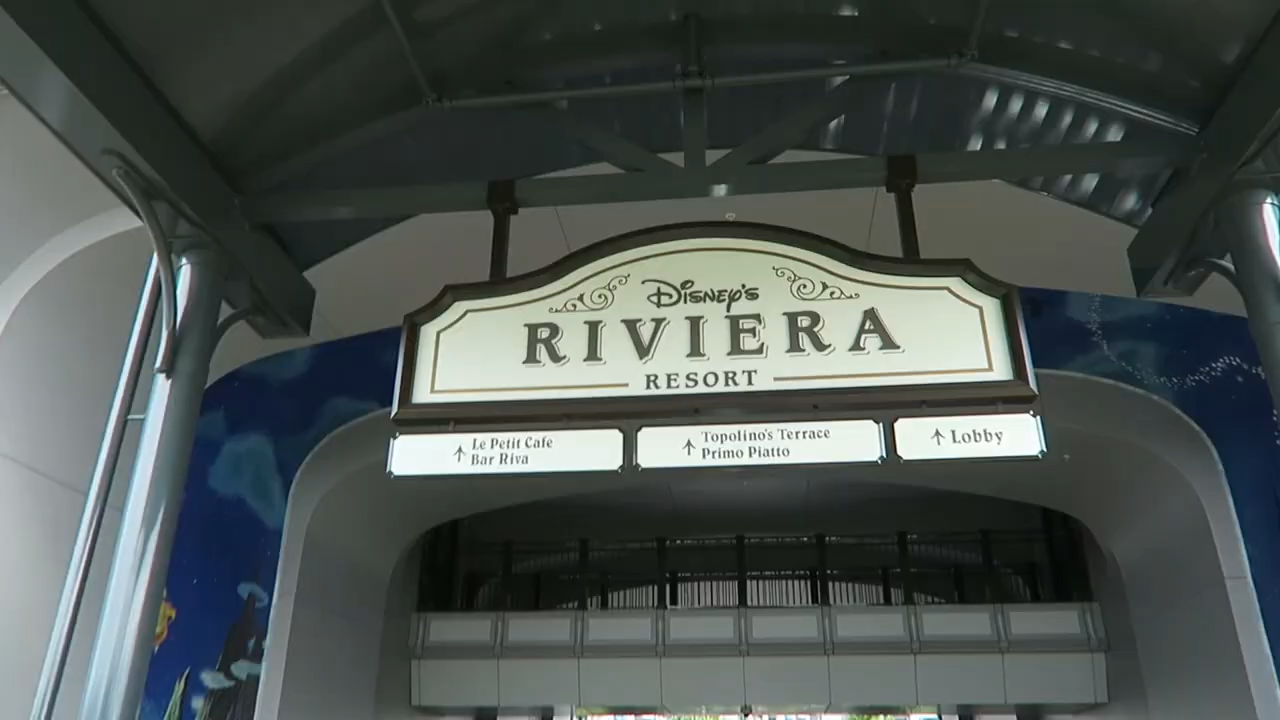 Disney's
RIVIERA
RESORT
↑ Le Petit Cafe
Bar Riva
↑ Topolino's Terrace
Primo Piatto
↑ Lobby